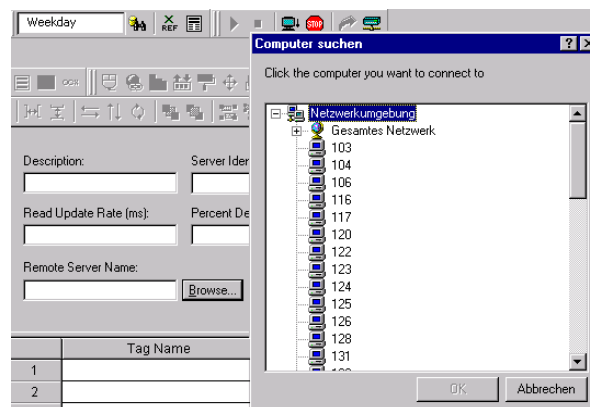 Weekday
X
REF
STOP
OCX
Computer suchen
Click the computer you want to connect to
Netzwerkumgebung
Gesamtes Netzwerk
103
104
106
116
117
120
122
123
124
125
126
128
131
OK
Abbrechen
Description:
Server Iden
Read Update Rate (ms):
Percent De
Remote Server Name:
Browse...
Tag Name
1
2